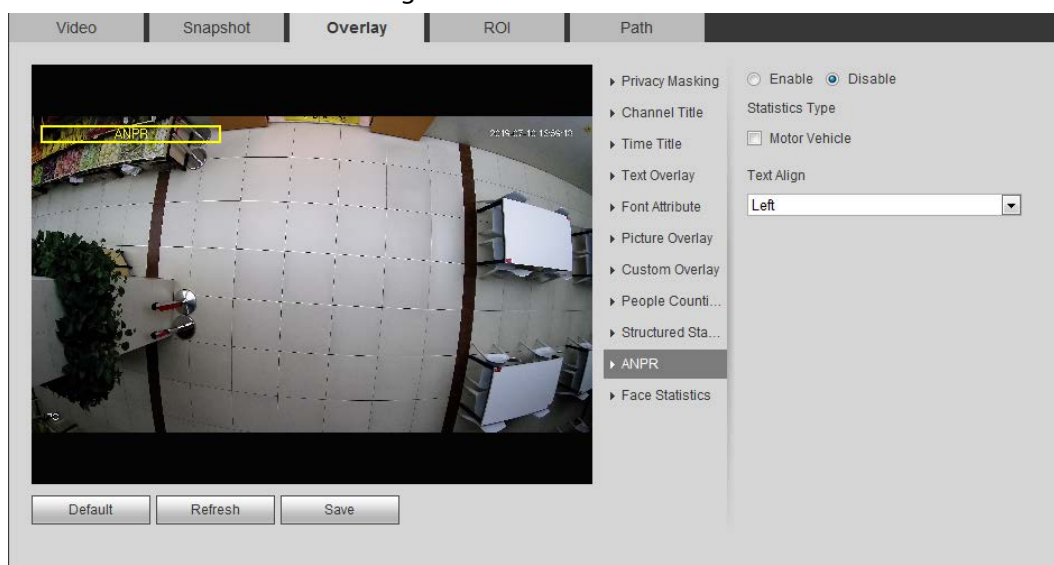 Video Snapshot Overlay ROI Path
Privacy Masking
Channel Title
Time Title
Text Overlay
Font Attribute
Picture Overlay
Custom Overlay
People Counti...
Structured Sta...
ANPR
Face Statistics
Enable Disable
Statistics Type
Motor Vehicle
Text Align
Left
ANPR
Default Refresh Save